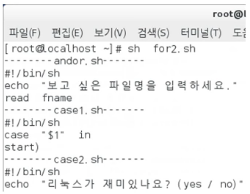 root@l
파일(F) 편집(E) 보기(V) 검색(S) 터미널(T) 도
[root@localhost ~]# sh for2.sh
--------andor.sh-------
#!/bin/sh
echo "보고 싶은 파일명을 입력하세요."
read fname
--------case1.sh-------
#!/bin/sh
case "$1" in
start)
--------case2.sh-------
#!/bin/sh
echo "리눅스가 재미있나요? (yes / no)"